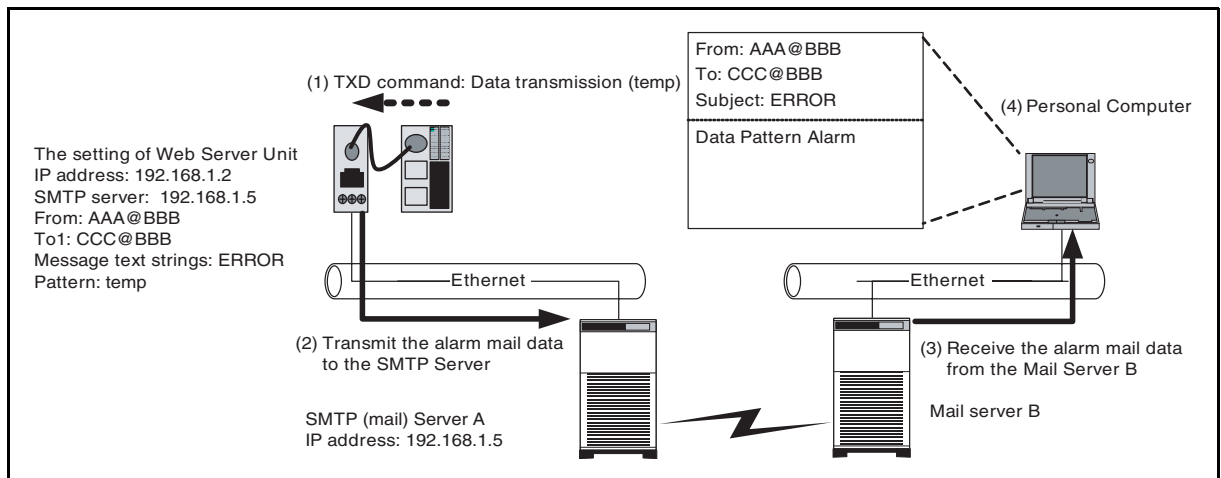 (1) TXD command: Data transmission (temp)
The setting of Web Server Unit
IP address: 192.168.1.2
SMTP server: 192.168.1.5
From: AAA@BBB
To1: CCC@BBB
Message text strings: ERROR
Pattern: temp
From: AAA@BBB
To: CCC@BBB
Subject: ERROR
Data Pattern Alarm
(4) Personal Computer
Ethernet
Ethernet
(2) Transmit the alarm mail data
to the SMTP Server
SMTP (mail) Server A
IP address: 192.168.1.5
(3) Receive the alarm mail data
from the Mail Server B
Mail server B